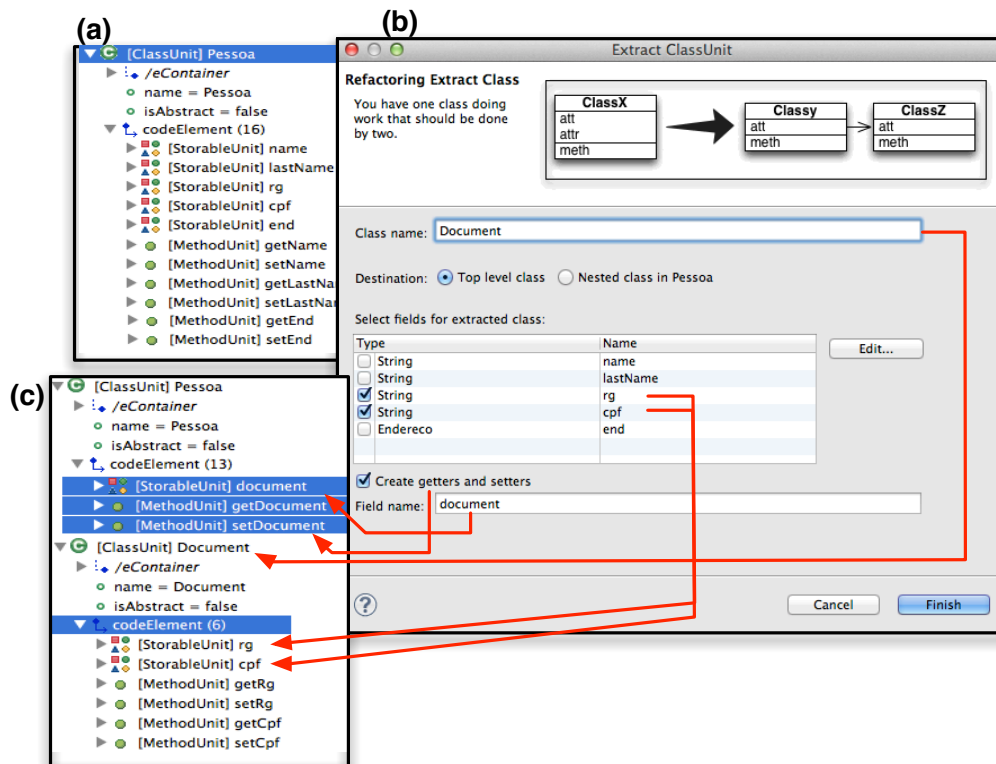 (a)
[ClassUnit] Pessoa
/eContainer
name = Pessoa
isAbstract = false
codeElement (16)
[StorableUnit] name
[StorableUnit] lastName
[StorableUnit] rg
[StorableUnit] cpf
[StorableUnit] end
[MethodUnit] getName
[MethodUnit] setName
[MethodUnit] getLastNa
[MethodUnit] setLastNa
[MethodUnit] getEnd
[MethodUnit] setEnd
(b)
Extract ClassUnit
Refactoring Extract Class
You have one class doing
work that should be done
by two.
ClassX
att
attr
meth
Classy
att
meth
ClassZ
att
meth
Class name: Document
Destination: Top level class Nested class in Pessoa
Select fields for extracted class:
Type Name
String name
String lastName
String rg
String cpf
Endereco end
Edit...
Create getters and setters
Field name: document
?
Cancel Finish
(c)
[ClassUnit] Pessoa
/eContainer
name = Pessoa
isAbstract = false
codeElement (13)
[StorableUnit] document
[MethodUnit] getDocument
[MethodUnit] setDocument
[ClassUnit] Document
/eContainer
name = Document
isAbstract = false
codeElement (6)
[StorableUnit] rg
[StorableUnit] cpf
[MethodUnit] getRg
[MethodUnit] setRg
[MethodUnit] getCpf
[MethodUnit] setCpf